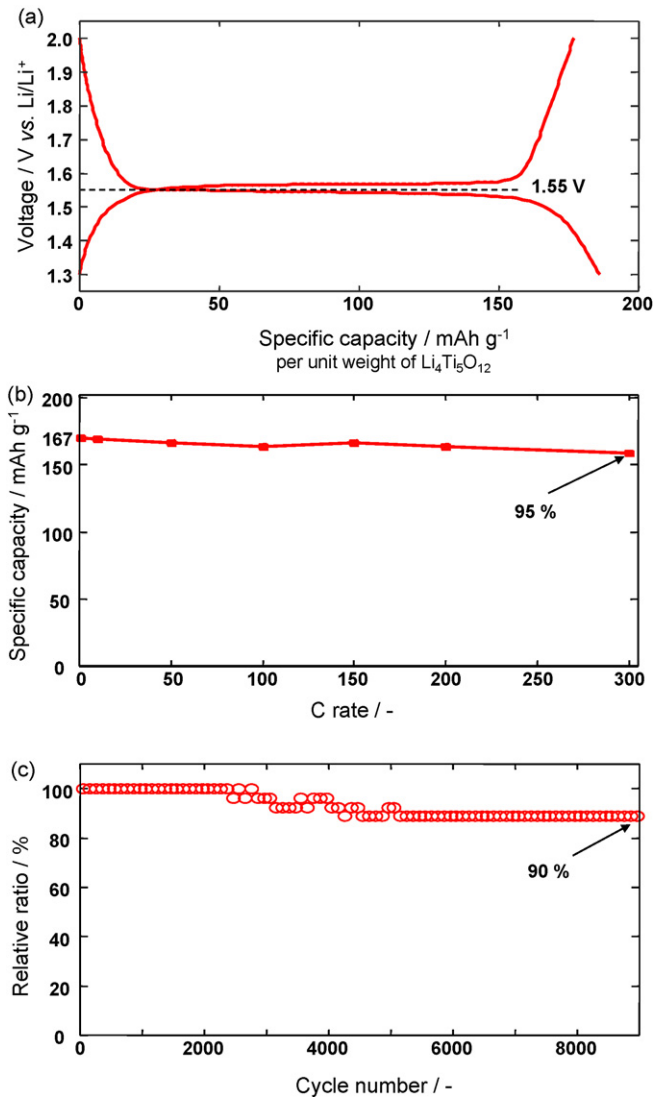 (a)
2.0
1.9
1.8
1.7
1.6
1.5
1.4
1.3
Voltage / V vs. Li/Li⁺
1.55 V
0 50 100 150 200
Specific capacity / mAh g⁻¹
per unit weight of Li₄Ti₅O₁₂
(b)
200
167
150
100
50
0
Specific capacity / mAh g⁻¹
95 %
0 50 100 150 200 250 300
C rate / -
(c)
100
80
60
40
20
0
Relative ratio / %
90 %
0 2000 4000 6000 8000
Cycle number / -